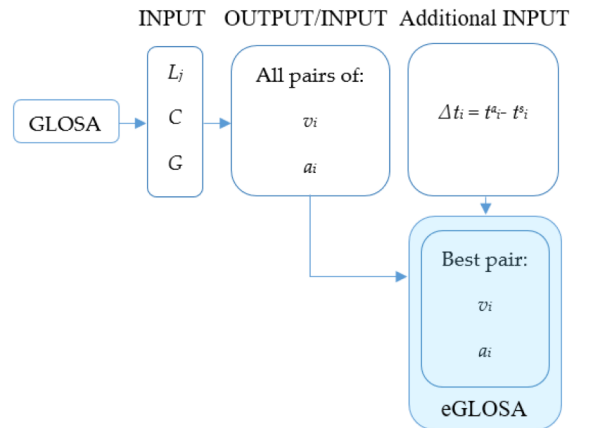 INPUT OUTPUT/INPUT Additional INPUT
GLOSA
Lj
C
G
All pairs of:
vi
ai
Δti = tai- tsi
Best pair:
vi
ai
eGLOSA